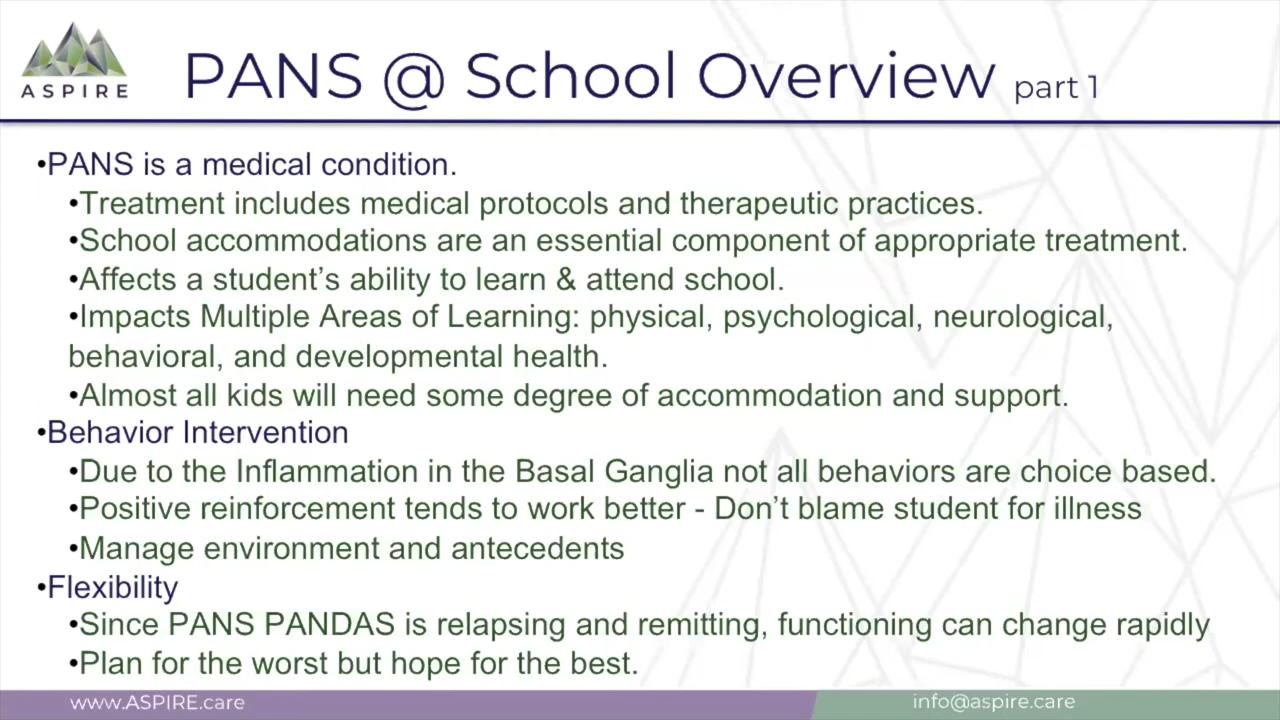 ASPIRE
PANS @ School Overview part 1
•PANS is a medical condition.
•Treatment includes medical protocols and therapeutic practices.
•School accommodations are an essential component of appropriate treatment.
•Affects a student’s ability to learn & attend school.
•Impacts Multiple Areas of Learning: physical, psychological, neurological,
behavioral, and developmental health.
•Almost all kids will need some degree of accommodation and support.
•Behavior Intervention
•Due to the Inflammation in the Basal Ganglia not all behaviors are choice based.
•Positive reinforcement tends to work better - Don’t blame student for illness
•Manage environment and antecedents
•Flexibility
•Since PANS PANDAS is relapsing and remitting, functioning can change rapidly
•Plan for the worst but hope for the best.
www.ASPIRE.care
info@aspire.care